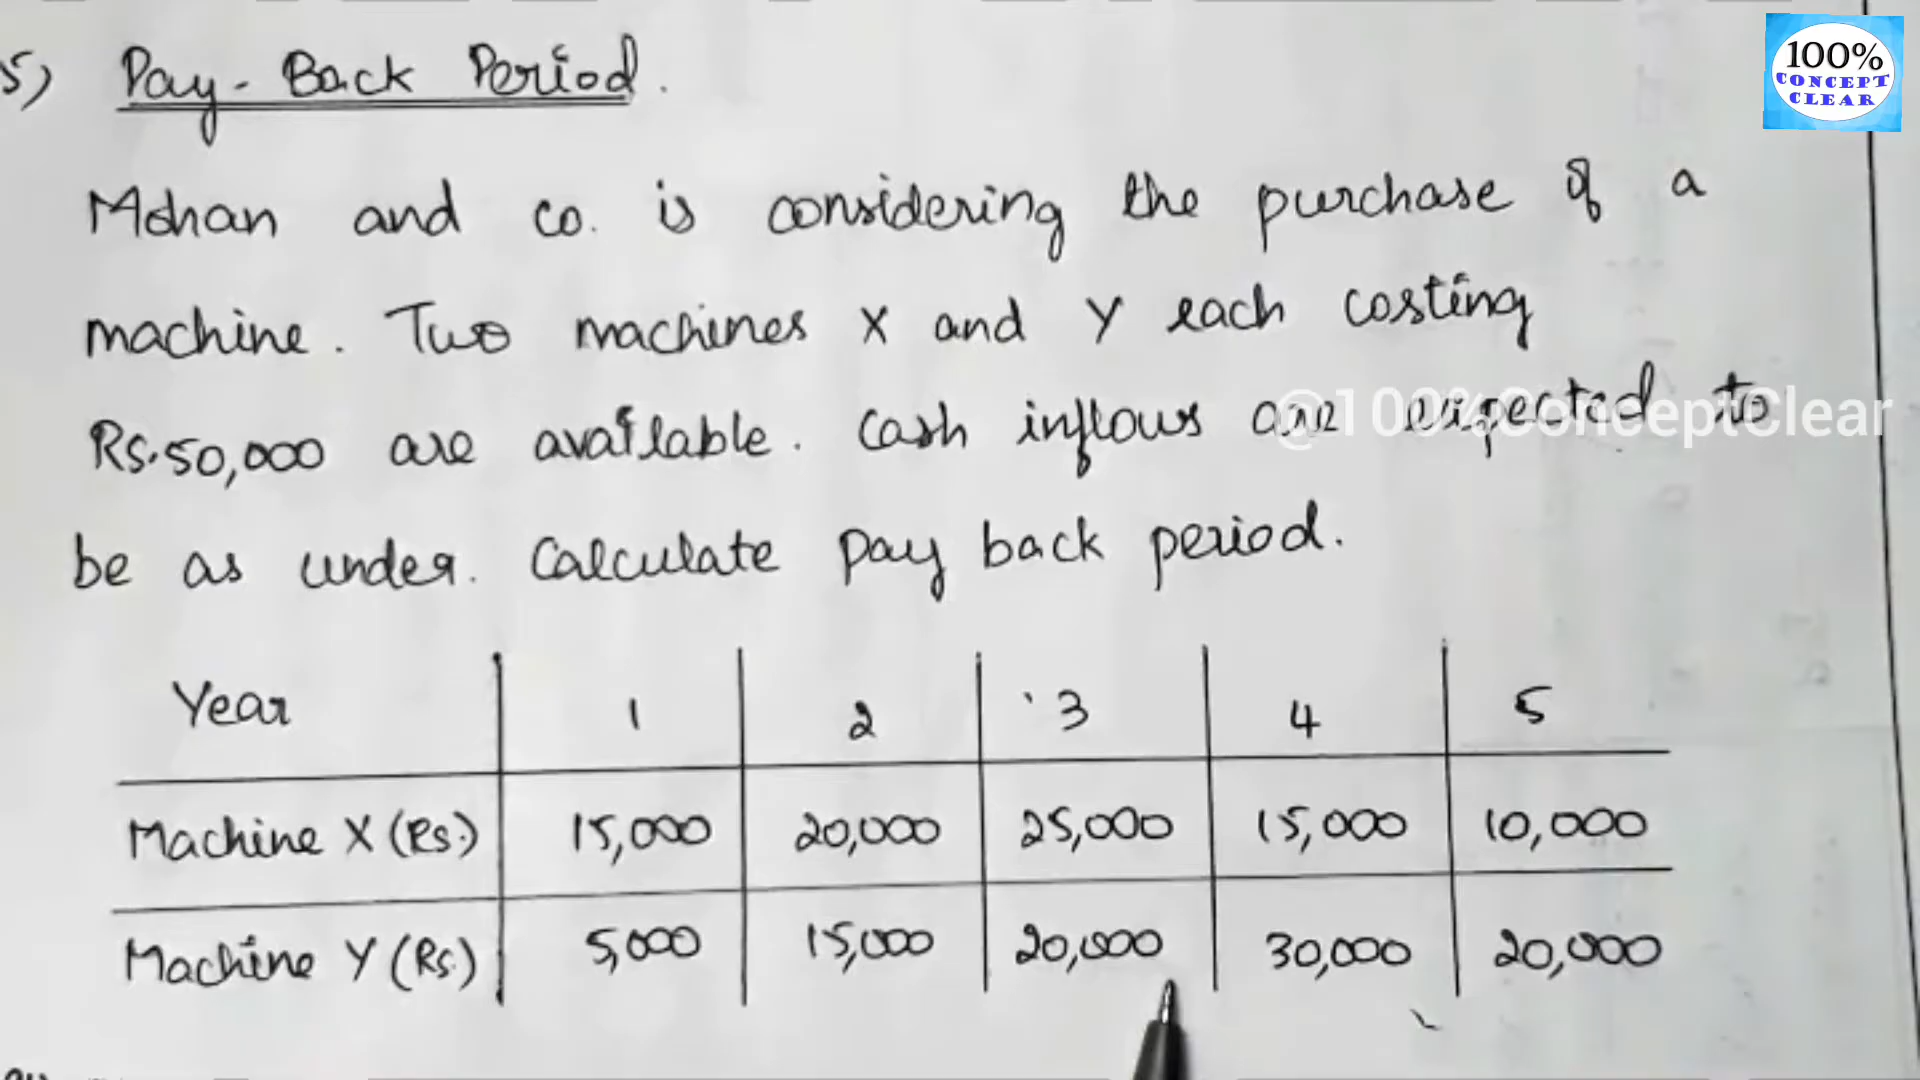 5) Pay-Back Period.
100%
CONCEPT
CLEAR
Mohan and co. is considering the purchase of a
machine. Two machines X and Y each costing
Rs.50,000 are available. Cash inflows are expected to
@100%ConceptClear
be as under. Calculate pay back period.
Year 1 2 3 4 5
Machine X (Rs.) 15,000 20,000 25,000 15,000 10,000
Machine Y (Rs.) 5,000 15,000 20,000 30,000 20,000